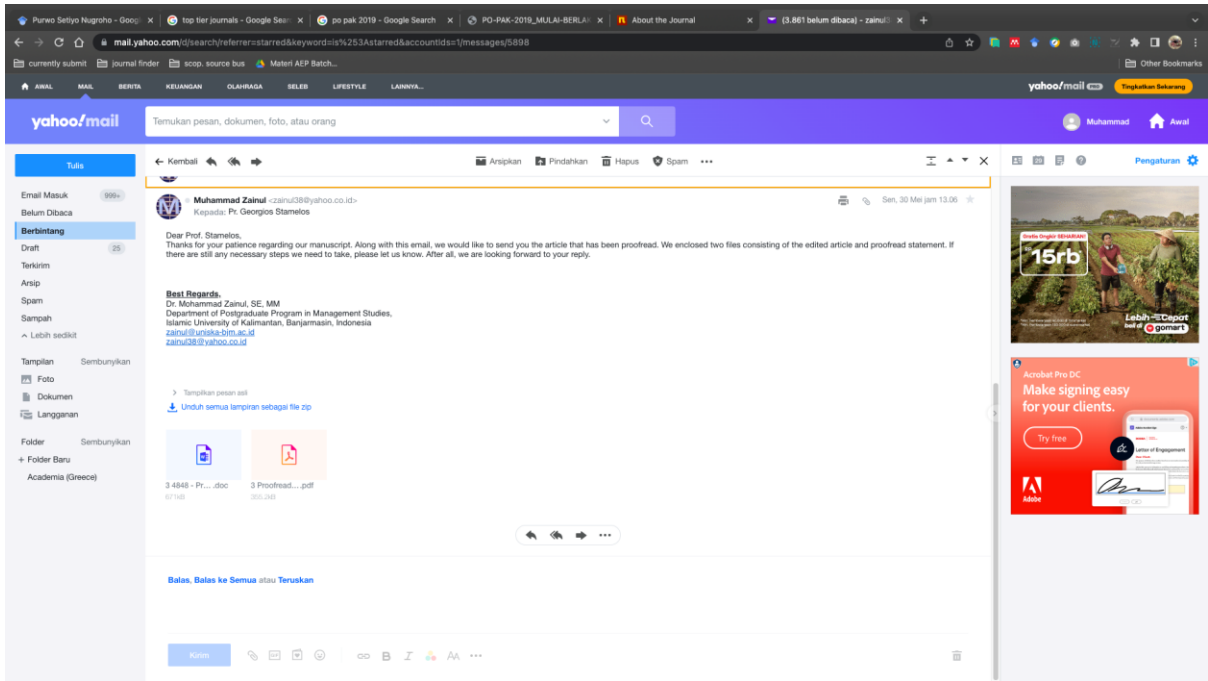 Purwo Setiyo Nugroho - Goog
top tier journals - Google Sear
po pak 2019 - Google Search
PO-PAK-2019_MULAI-BERLAK
About the Journal
(3.861 belum dibaca) - zainul3
mail.yahoo.com/d/search/referrer=starred&keyword=is%253Astarred&accountIds=1/messages/5898
currently submit
journal finder
scop. source bus
Materi AEP Batch...
Other Bookmarks
AWAL MAIL BERITA KEUANGAN OLAHRAGA SELEB LIFESTYLE LAINNYA...
yahoo!mail PRO
Tingkatkan Sekarang
yahoo!mail
Temukan pesan, dokumen, foto, atau orang
Muhammad
Awal
Tulis
Kembali
Arsipkan
Pindahkan
Hapus
Spam
Pengaturan
Email Masuk 999+
Belum Dibaca
Berbintang
Draft 25
Terkirim
Arsip
Spam
Sampah
Lebih sedikit
Tampilan Sembunyikan
Foto
Dokumen
Langganan
Folder Sembunyikan
+ Folder Baru
Academia (Greece)
Muhammad Zainul <zainul38@yahoo.co.id>
Kepada: Pr. Georgios Stamelos
Sen, 30 Mei jam 13.06
Dear Prof. Stamelos,
Thanks for your patience regarding our manuscript. Along with this email, we would like to send you the article that has been proofread. We enclosed two files consisting of the edited article and proofread statement. If
there are still any necessary steps we need to take, please let us know. After all, we are looking forward to your reply.
Best Regards,
Dr. Mohammad Zainul, SE, MM
Department of Postgraduate Program in Management Studies,
Islamic University of Kalimantan, Banjarmasin, Indonesia
zainul@uniska-bjm.ac.id
zainul38@yahoo.co.id
Tampilkan pesan asli
Unduh semua lampiran sebagai file zip
3 4848 - Pr.... .doc
3 Proofread.....pdf
Balas, Balas ke Semua atau Teruskan
Kirim
Gratis Ongkir SEHARIAN!
15rb
Lebih Cepat
beli di gomart
Acrobat Pro DC
Make signing easy
for your clients.
Try free
Letter of Engagement
Adobe